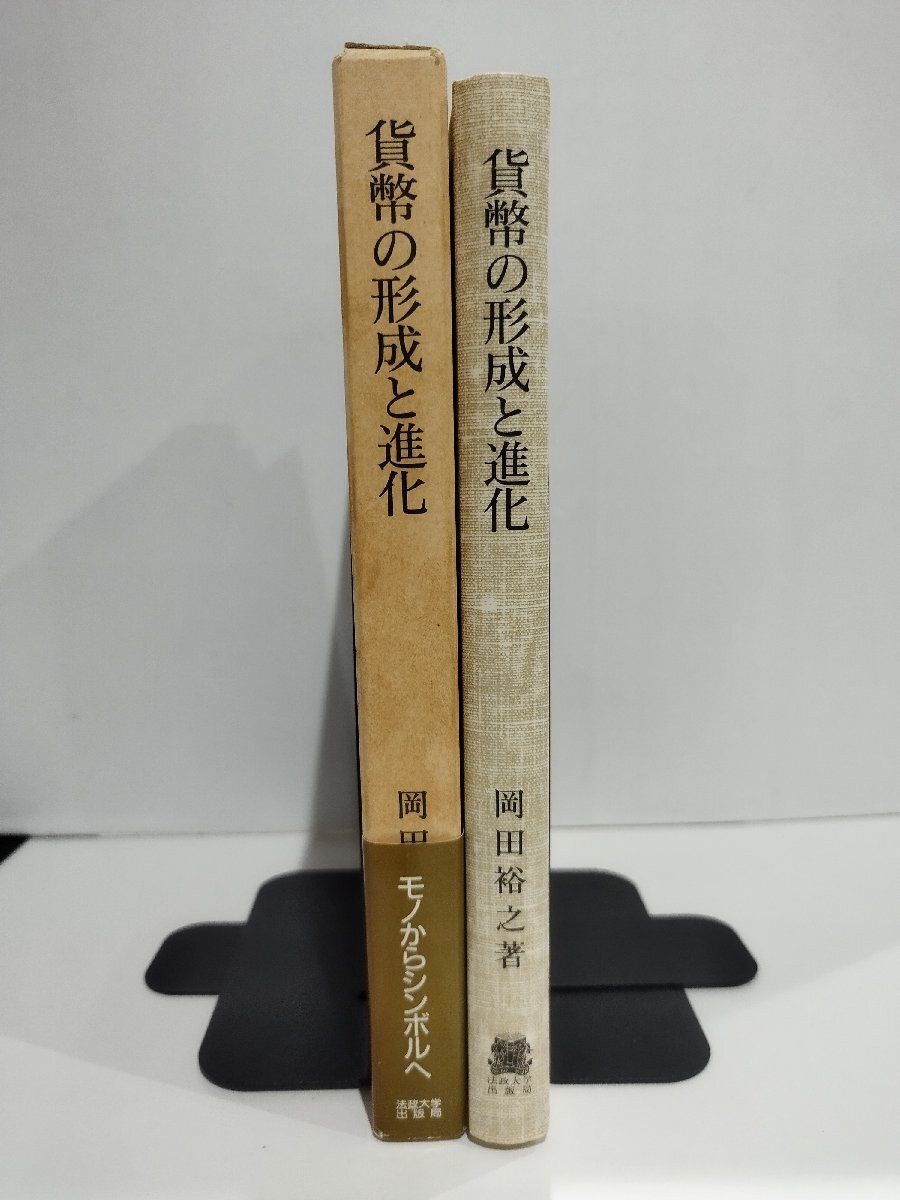 貨幣の形成と進化
岡田
モノからシンボルへ
法政大学
出版局
貨幣の形成と進化
岡田裕之著
法政大学
出版局